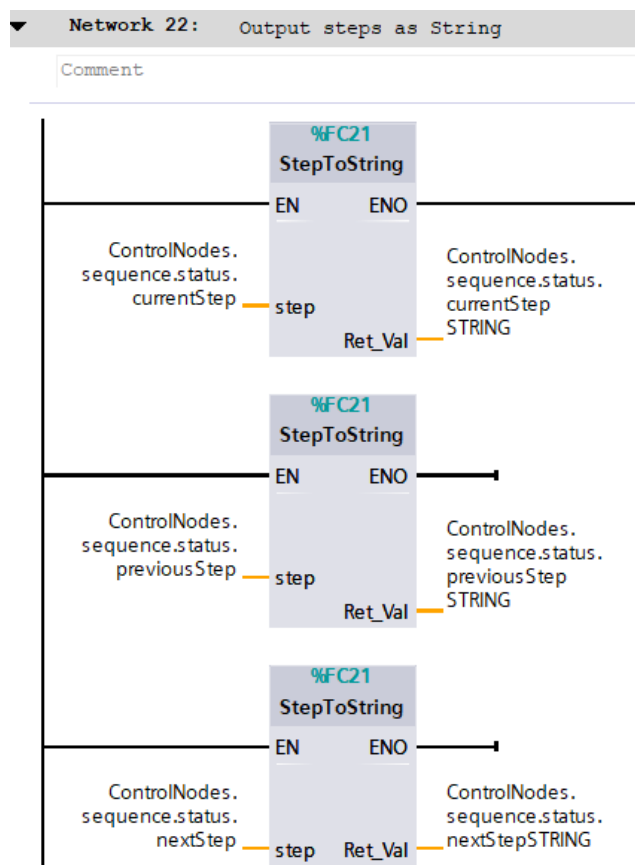 Network 22: Output steps as String
Comment
%FC21
StepToString
EN ENO
ControlNodes.
sequence.status.
currentStep
step
ControlNodes.
sequence.status.
currentStep
STRING
Ret_Val
%FC21
StepToString
EN ENO
ControlNodes.
sequence.status.
previousStep
step
ControlNodes.
sequence.status.
previousStep
STRING
Ret_Val
%FC21
StepToString
EN ENO
ControlNodes.
sequence.status.
nextStep
step
Ret_Val
ControlNodes.
sequence.status.
nextStepSTRING